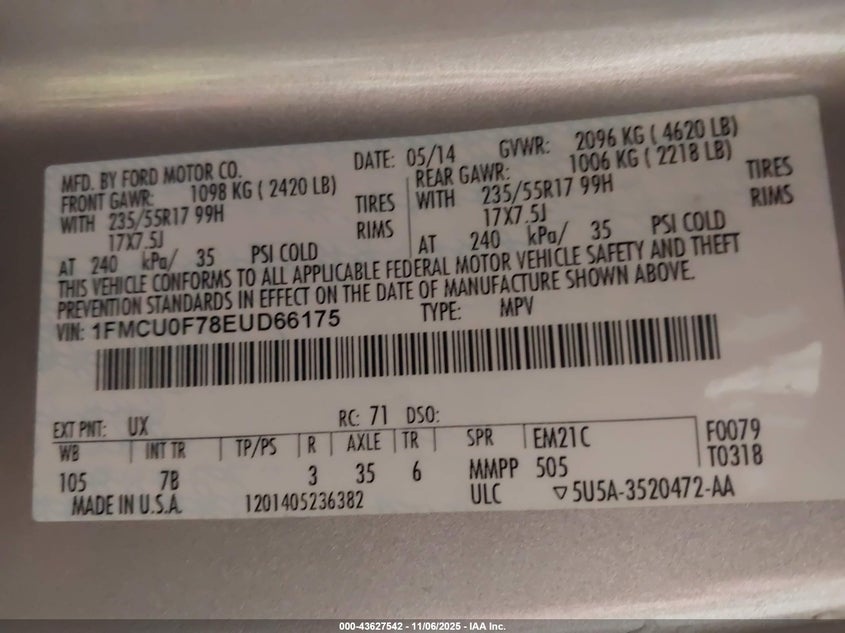 MFD. BY FORD MOTOR CO.
DATE: 05/14 GVWR: 2096 KG ( 4620 LB)
FRONT GAWR: 1098 KG ( 2420 LB)
REAR GAWR: 1006 KG ( 2218 LB)
WITH 235/55R17 99H TIRES
WITH 235/55R17 99H TIRES
17X7.5J RIMS
17X7.5J RIMS
AT 240 kPa/ 35 PSI COLD
AT 240 kPa/ 35 PSI COLD
THIS VEHICLE CONFORMS TO ALL APPLICABLE FEDERAL MOTOR VEHICLE SAFETY AND THEFT
PREVENTION STANDARDS IN EFFECT ON THE DATE OF MANUFACTURE SHOWN ABOVE.
VIN: 1FMCU0F78EUD66175 TYPE: MPV
EXT PNT: UX RC: 71 DSO:
WB INT TR TP/PS R AXLE TR SPR EM21C F0079
105 7B 3 35 6 MMPP 505 T0318
MADE IN U.S.A. 1201405236382 ULC ▽5U5A-3520472-AA
000-43627542 - 11/06/2025 - IAA Inc.